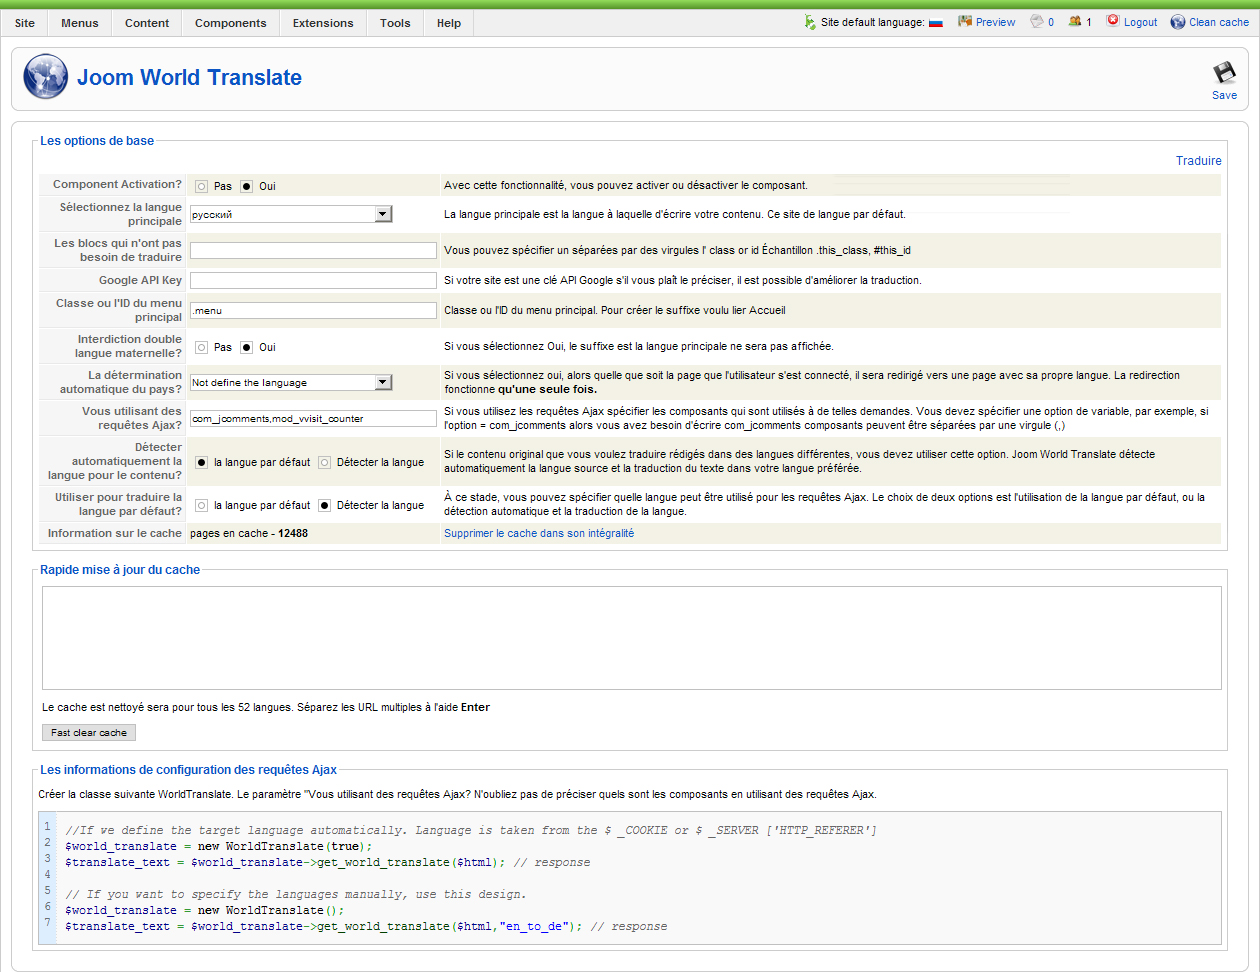 Site Menus Content Components Extensions Tools Help Site default language: Preview 0 1 Logout Clean cache
Joom World Translate
Save
Les options de base
Traduire
Component Activation? Pas Oui Avec cette fonctionnalité, vous pouvez activer ou désactiver le composant.
Sélectionnez la langue
principale
русский La langue principale est la langue à laquelle d'écrire votre contenu. Ce site de langue par défaut.
Les blocs qui n'ont pas
besoin de traduire
Vous pouvez spécifier un séparées par des virgules l' class or id Échantillon .this_class, #this_id
Google API Key Si votre site est une clé API Google s'il vous plaît le préciser, il est possible d'améliorer la traduction.
Classe ou l'ID du menu
principal
.menu Classe ou l'ID du menu principal. Pour créer le suffixe voulu lier Accueil
Interdiction double
langue maternelle?
Pas Oui Si vous sélectionnez Oui, le suffixe est la langue principale ne sera pas affichée.
La détermination
automatique du pays?
Not define the language
Si vous sélectionnez oui, alors quelle que soit la page que l'utilisateur s'est connecté, il sera redirigé vers une page avec sa propre langue. La redirection
fonctionne qu'une seule fois.
Vous utilisant des
requêtes Ajax?
com_jcomments,mod_vvisit_counter
Si vous utilisez les requêtes Ajax spécifier les composants qui sont utilisés à de telles demandes. Vous devez spécifier une option de variable, par exemple, si
l'option = com_jcomments alors vous avez besoin d'écrire com_jcomments composants peuvent être séparées par une virgule (,)
Détecter
automatiquement la
langue pour le contenu?
la langue par défaut Détecter la langue
Si le contenu original que vous voulez traduire rédigés dans des langues différentes, vous devez utiliser cette option. Joom World Translate détecte
automatiquement la langue source et la traduction du texte dans votre langue préférée.
Utiliser pour traduire la
langue par défaut?
la langue par défaut Détecter la langue
À ce stade, vous pouvez spécifier quelle langue peut être utilisé pour les requêtes Ajax. Le choix de deux options est l'utilisation de la langue par défaut, ou la
détection automatique et la traduction de la langue.
Information sur le cache pages en cache - 12488 Supprimer le cache dans son intégralité
Rapide mise à jour du cache
Le cache est nettoyé sera pour tous les 52 langues. Séparez les URL multiples à l'aide Enter
Fast clear cache
Les informations de configuration des requêtes Ajax
Créer la classe suivante WorldTranslate. Le paramètre "Vous utilisant des requêtes Ajax? N'oubliez pas de préciser quels sont les composants en utilisant des requêtes Ajax.
1 //If we define the target language automatically. Language is taken from the $ _COOKIE or $ _SERVER ['HTTP_REFERER']
2 $world_translate = new WorldTranslate(true);
3 $translate_text = $world_translate->get_world_translate($html); // response
4
5 // If you want to specify the languages manually, use this design.
6 $world_translate = new WorldTranslate();
7 $translate_text = $world_translate->get_world_translate($html,"en_to_de"); // response